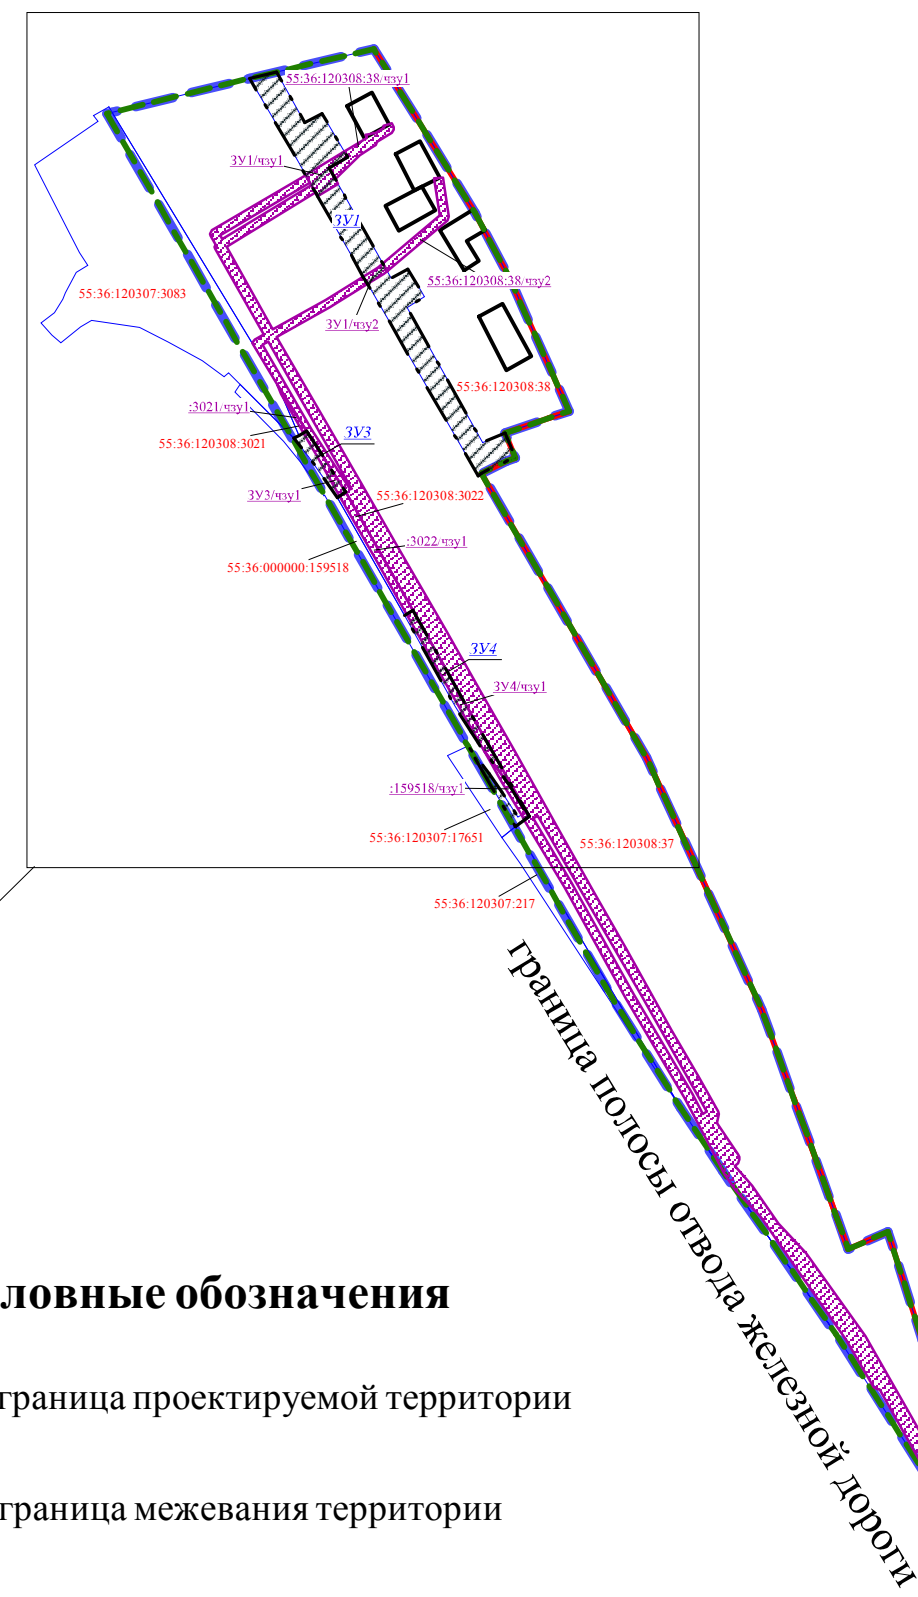 55:36:120308:38/чзу1
ЗУ1/чзу1
ЗУ1
55:36:120308:38/чзу2
55:36:120307:3083
ЗУ1/чзу2
55:36:120308:38
:3021/чзу1
ЗУ3
55:36:120308:3021
ЗУ3/чзу1
55:36:120308:3022
:3022/чзу1
55:36:000000:159518
ЗУ4
ЗУ4/чзу1
:159518/чзу1
55:36:120307:17651
55:36:120308:37
55:36:120307:217
граница полосы отвода железной дороги
ловные обозначения
граница проектируемой территории
граница межевания территории